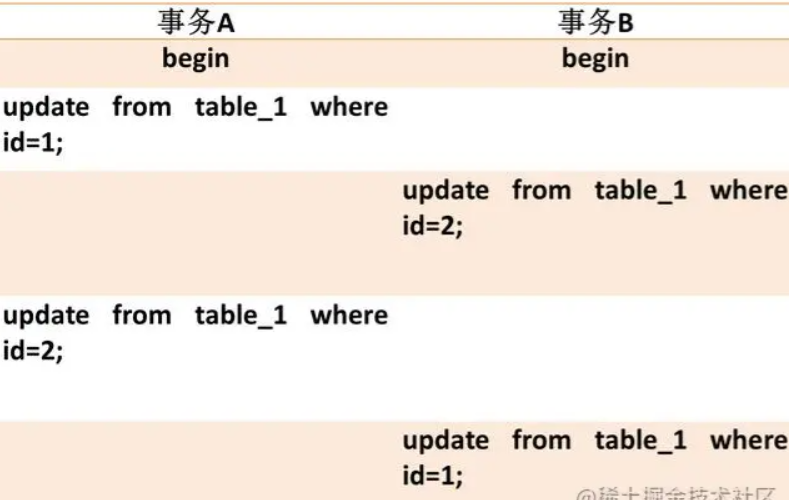 事务A 事务B
begin begin
update from table_1 where
id=1;
update from table_1 where
id=2;
update from table_1 where
id=2;
update from table_1 where
id=1;
@稀土掘金技术社区